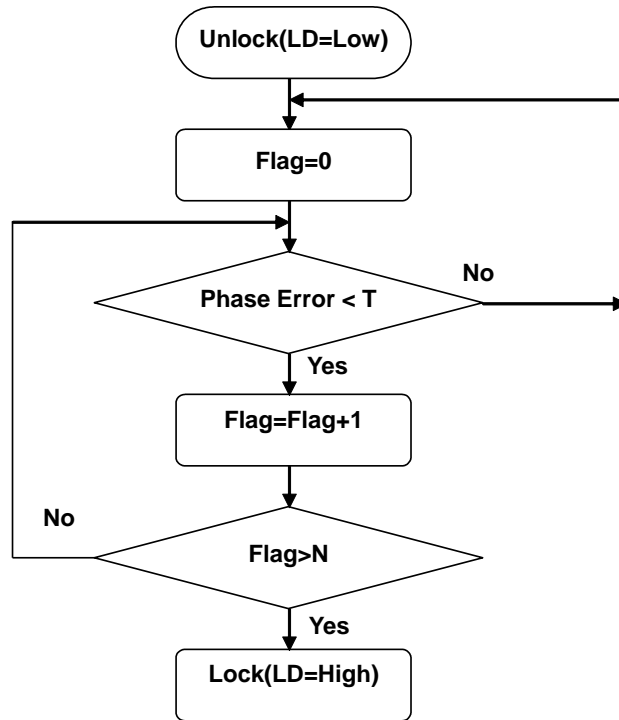 Unlock(LD=Low)
Flag=0
Phase Error < T
No
Yes
Flag=Flag+1
No
Flag>N
Yes
Lock(LD=High)